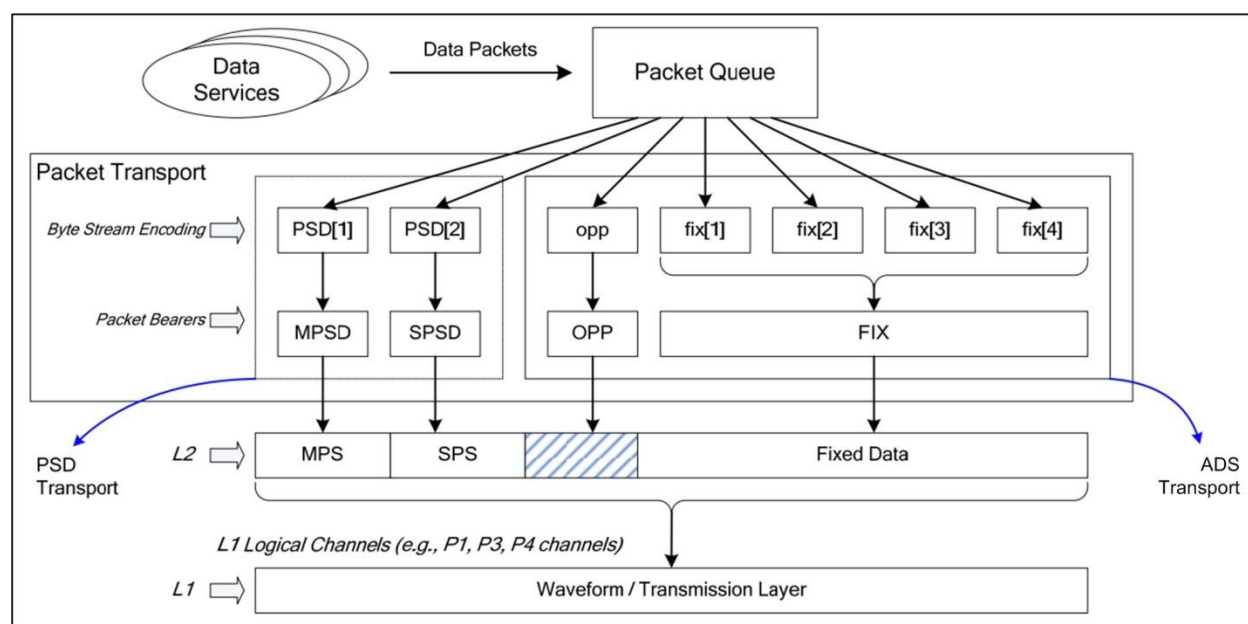 Data
Services
Data Packets
Packet Queue
Packet Transport
Byte Stream Encoding
PSD[1]
PSD[2]
opp
fix[1]
fix[2]
fix[3]
fix[4]
Packet Bearers
MPSD
SPSD
OPP
FIX
PSD
Transport
L2
MPS
SPS
Fixed Data
ADS
Transport
L1 Logical Channels (e.g., P1, P3, P4 channels)
L1
Waveform / Transmission Layer